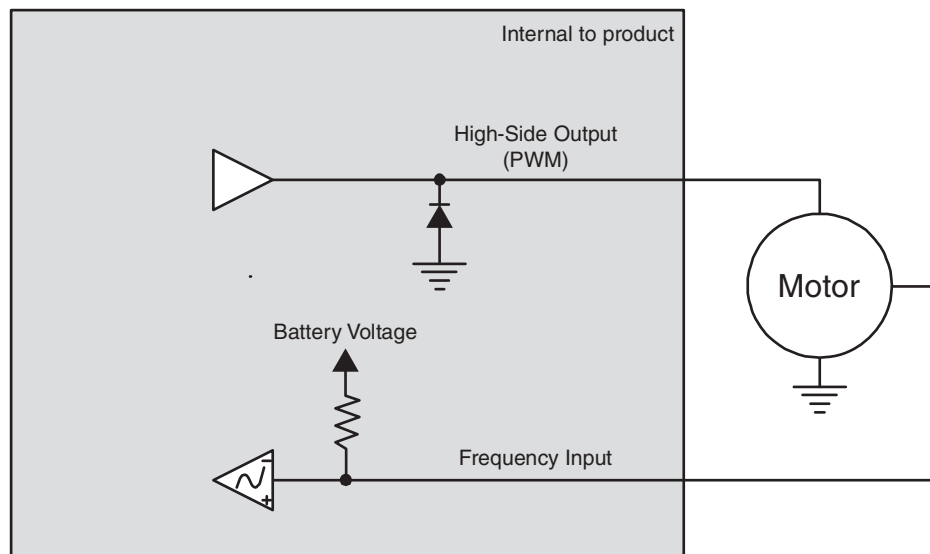 Internal to product
High-Side Output
(PWM)
Motor
Battery Voltage
Frequency Input